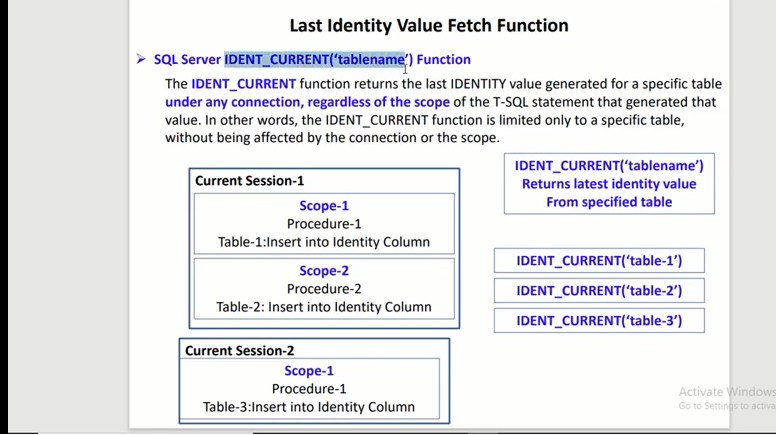 Last Identity Value Fetch Function
➢ SQL Server IDENT_CURRENT(‘tablename’) Function
The IDENT_CURRENT function returns the last IDENTITY value generated for a specific table
under any connection, regardless of the scope of the T-SQL statement that generated that
value. In other words, the IDENT_CURRENT function is limited only to a specific table,
without being affected by the connection or the scope.
Current Session-1
Scope-1
Procedure-1
Table-1:Insert into Identity Column
Scope-2
Procedure-2
Table-2: Insert into Identity Column
Current Session-2
Scope-1
Procedure-1
Table-3:Insert into Identity Column
IDENT_CURRENT(‘tablename’)
Returns latest identity value
From specified table
IDENT_CURRENT(‘table-1’)
IDENT_CURRENT(‘table-2’)
IDENT_CURRENT(‘table-3’)
Activate Windows
Go to Settings to activa